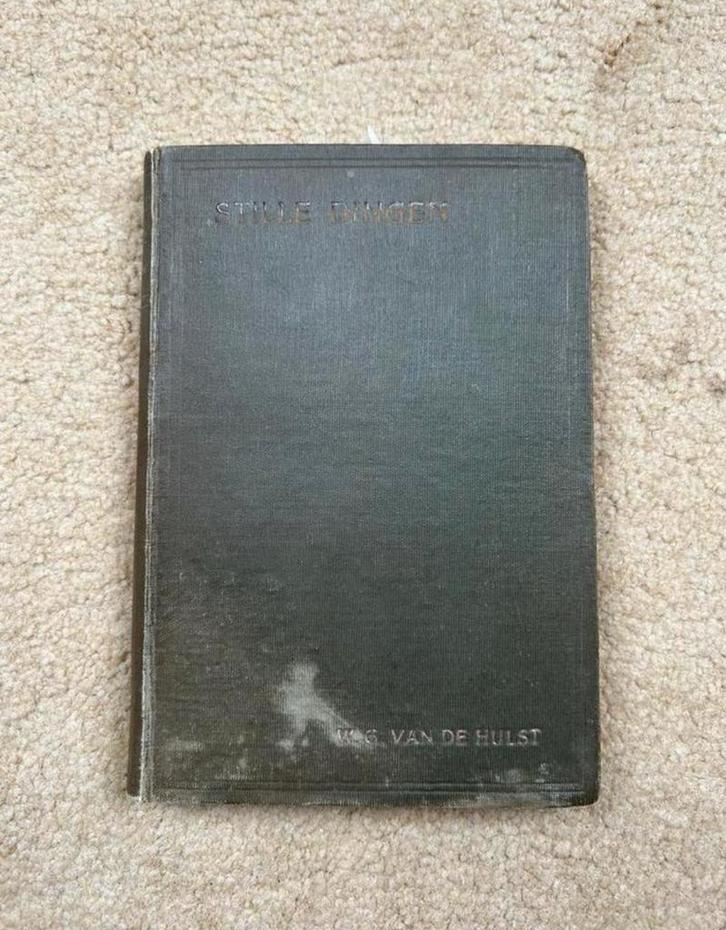 STILLE DINGEN
W. G. VAN DE HULST